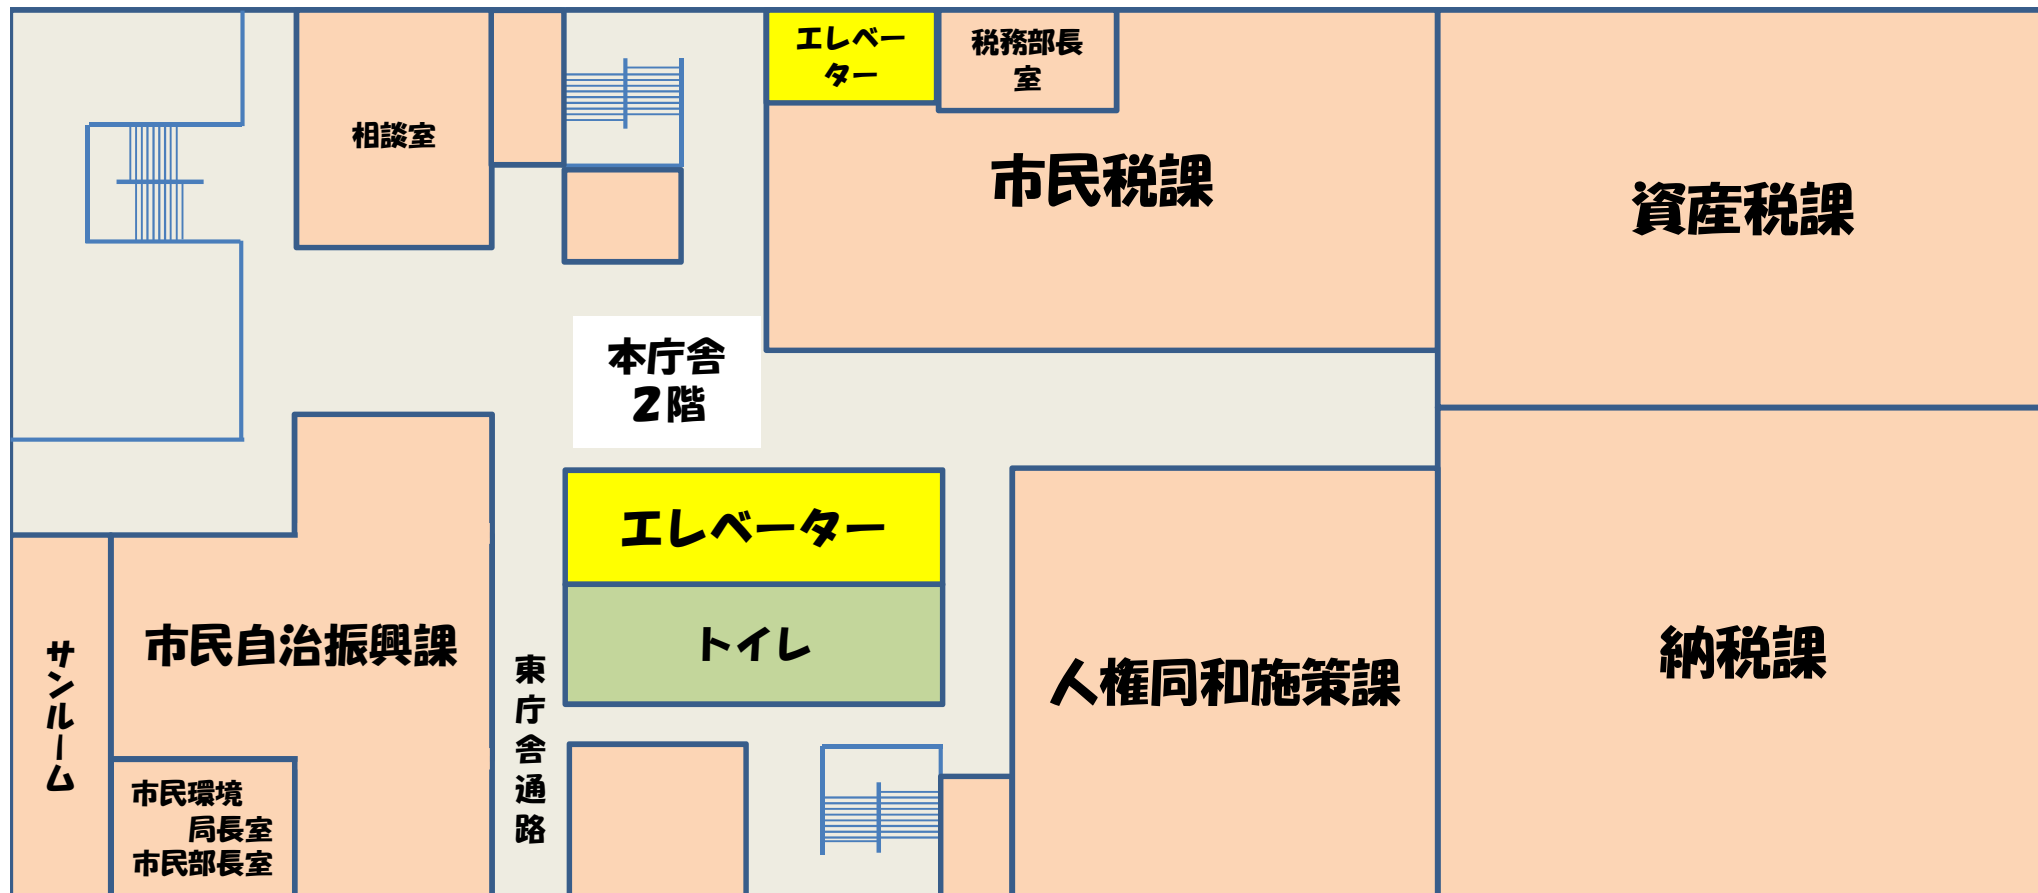 エレベー
ター
税務部長
室
相談室
市民税課
資産税課
本庁舎
2階
エレベーター
トイレ
市民自治振興課
サンルーム
東庁舎通路
人権同和施策課
納税課
市民環境
局長室
市民部長室